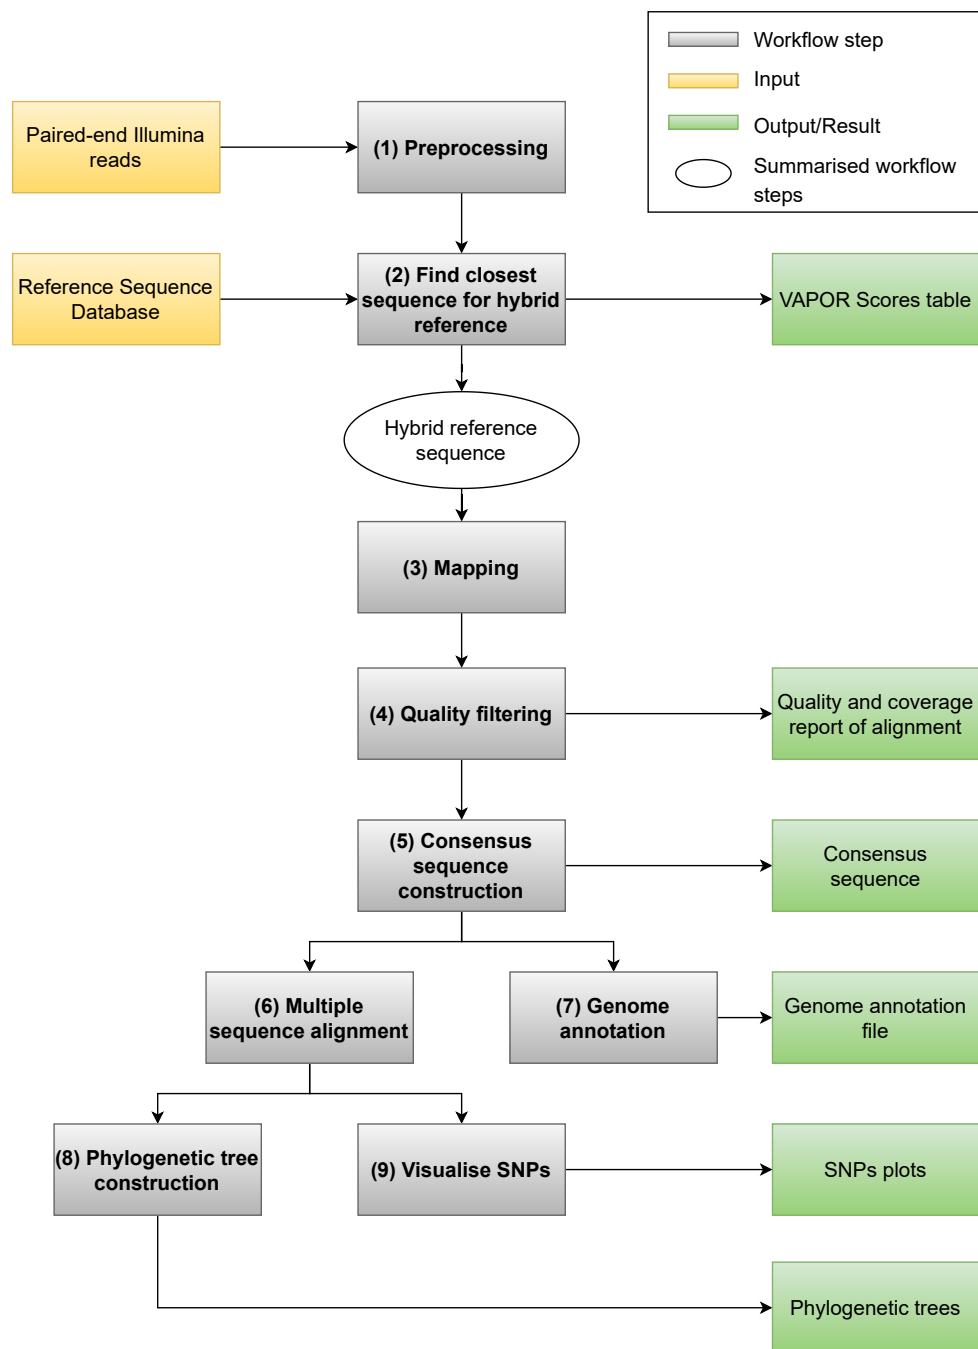 Workflow step
Input
Output/Result
Summarised workflow
steps
Paired-end Illumina
reads
(1) Preprocessing
Reference Sequence
Database
(2) Find closest
sequence for hybrid
reference
VAPOR Scores table
Hybrid reference
sequence
(3) Mapping
(4) Quality filtering
Quality and coverage
report of alignment
(5) Consensus
sequence
construction
Consensus
sequence
(6) Multiple
sequence alignment
(7) Genome
annotation
Genome annotation
file
(8) Phylogenetic tree
construction
(9) Visualise SNPs
SNPs plots
Phylogenetic trees